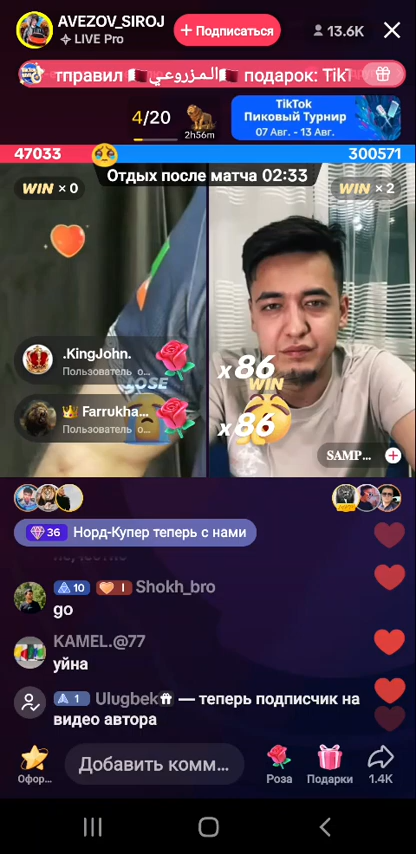 AVEZOV_SIROJ
LIVE Pro
+ Подписаться
13.6K
тправил 🇧🇭المـزروعي🇧🇭 подарок: TikT
4/20
2h56m
TikTok
Пиковый Турнир
07 Авг. - 13 Авг.
47033
300571
Отдых после матча 02:33
WIN × 0
WIN × 2
.KingJohn.
Пользователь о...
x86
LOSE
WIN
👑 Farrukha...
Пользователь о...
x86
SAMP...
36 Норд-Купер теперь с нами
10 I Shokh_bro
go
KAMEL.@77
уйна
1 Ulugbek — теперь подписчик на
видео автора
Офор...
Добавить комм...
Роза
Подарки
1.4K